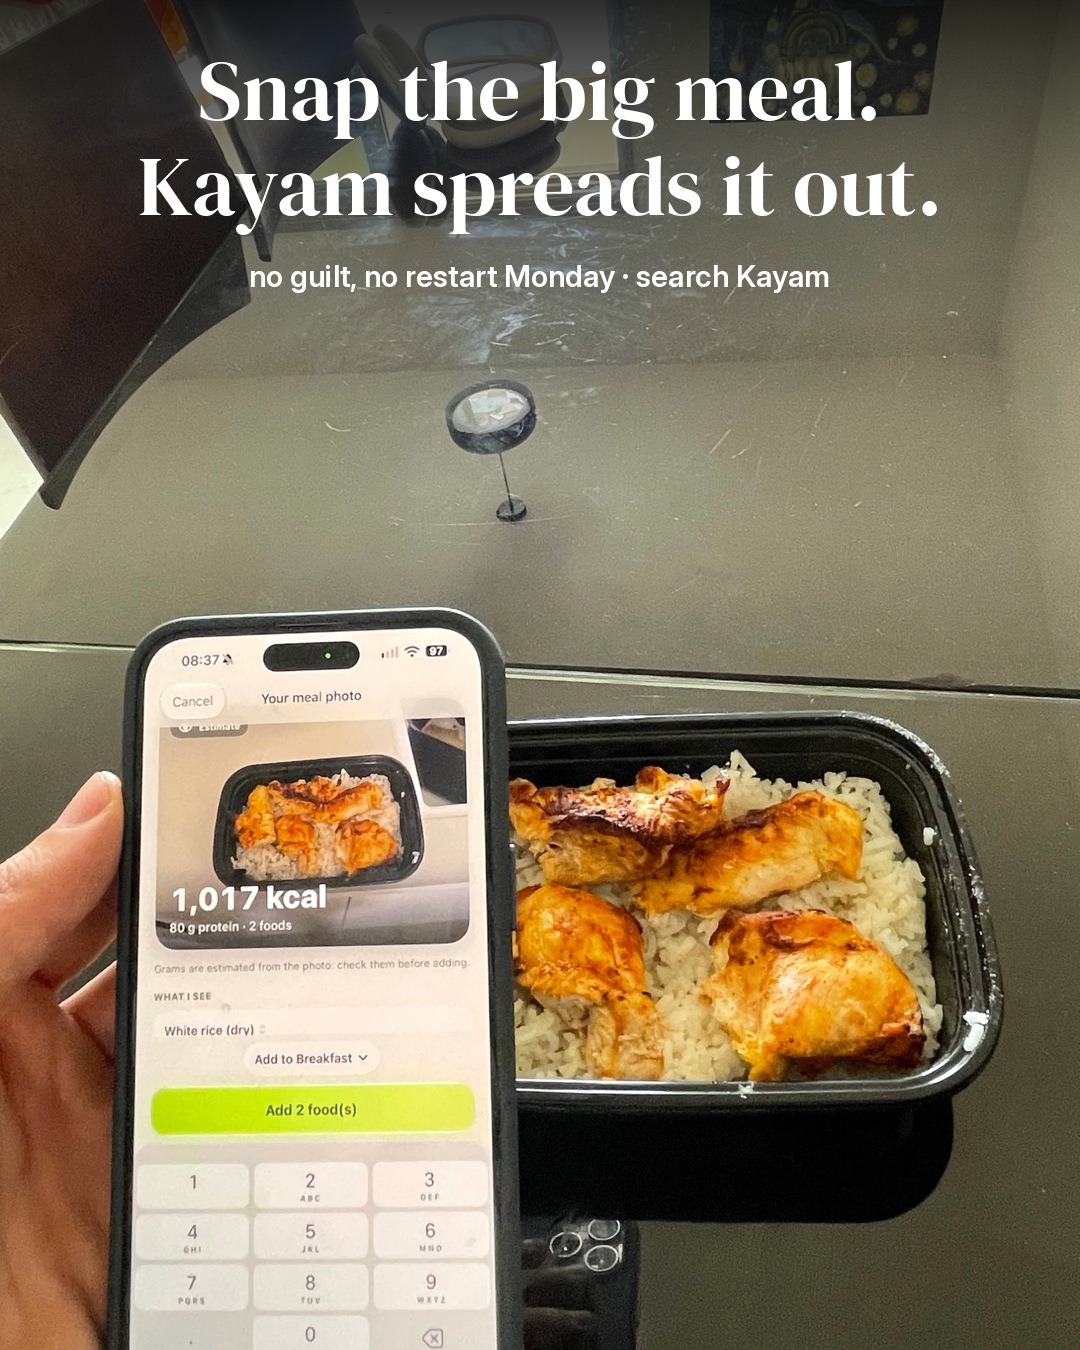 Snap the big meal.
Kayam spreads it out.
no guilt, no restart Monday · search Kayam
08:37
97
Cancel
Your meal photo
Estimate
1,017 kcal
80 g protein · 2 foods
Grams are estimated from the photo: check them before adding.
WHAT I SEE
White rice (dry)
Add to Breakfast
Add 2 food(s)
1
2
3
ABC
DEF
4
5
6
GHI
JKL
MNO
7
8
9
PQRS
TUV
WXYZ
.
0